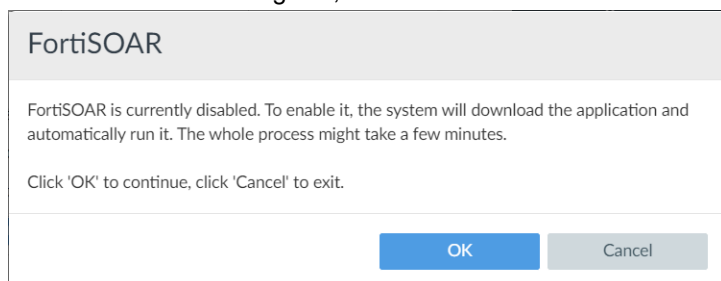 FortiSOAR
FortiSOAR is currently disabled. To enable it, the system will download the application and
automatically run it. The whole process might take a few minutes.
Click 'OK' to continue, click 'Cancel' to exit.
OK
Cancel